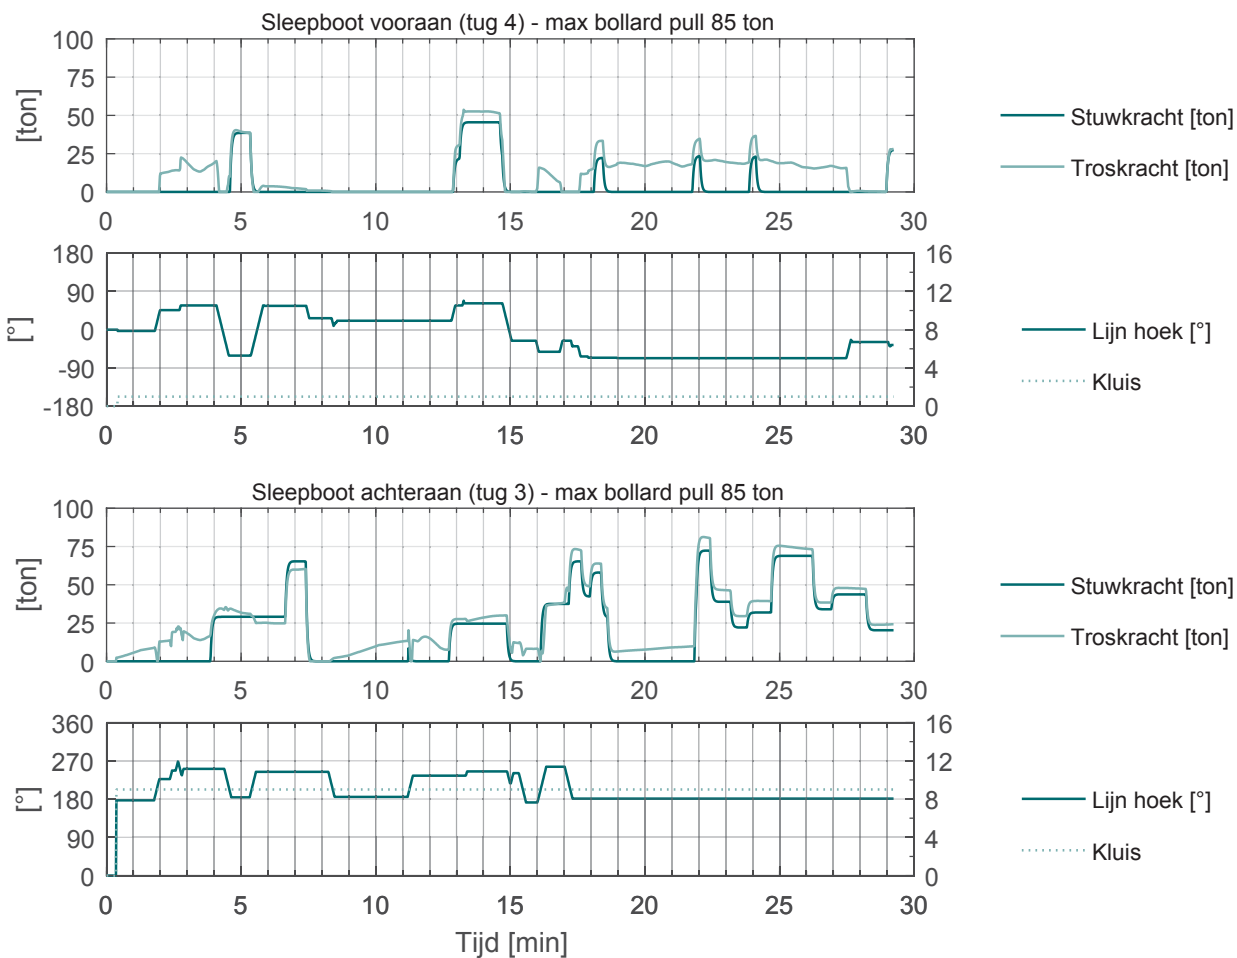 Sleepboot vooraan (tug 4) - max bollard pull 85 ton
100
75
50
25
0
[ton]
0 5 10 15 20 25 30
Stuwkracht [ton]
Troskracht [ton]
180
90
0
-90
-180
[°]
16
12
8
4
0
0 5 10 15 20 25 30
Lijn hoek [°]
Kluis
Sleepboot achteraan (tug 3) - max bollard pull 85 ton
100
75
50
25
0
[ton]
0 5 10 15 20 25 30
Stuwkracht [ton]
Troskracht [ton]
360
270
180
90
0
[°]
16
12
8
4
0
0 5 10 15 20 25 30
Lijn hoek [°]
Kluis
Tijd [min]